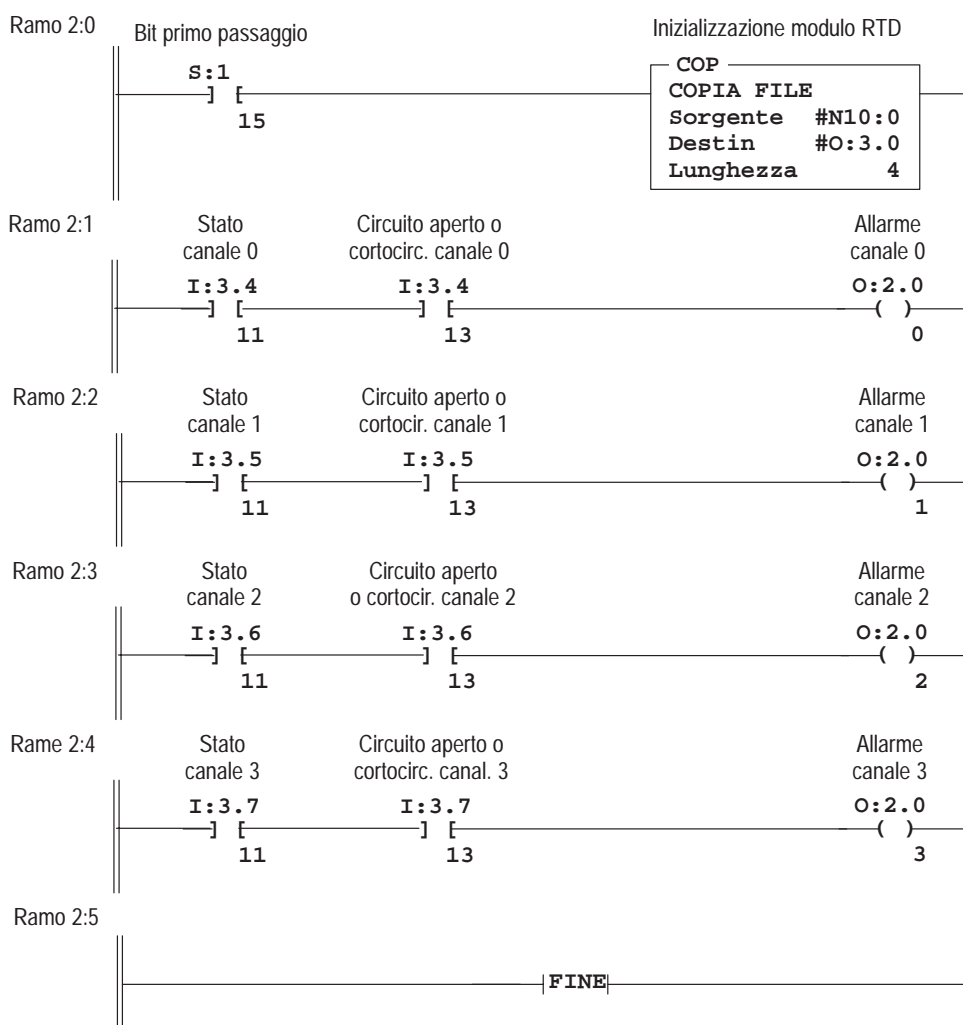 Ramo 2:0
Bit primo passaggio
Inizializzazione modulo RTD
S:1
] [
15
COP
COPIA FILE
Sorgente #N10:0
Destin #O:3.0
Lunghezza 4
Ramo 2:1
Stato
canale 0
Circuito aperto o
cortocirc. canale 0
Allarme
canale 0
I:3.4 I:3.4 O:2.0
] [ ] [ ( )
11 13 0
Ramo 2:2
Stato
canale 1
Circuito aperto o
cortocir. canale 1
Allarme
canale 1
I:3.5 I:3.5 O:2.0
] [ ] [ ( )
11 13 1
Ramo 2:3
Stato
canale 2
Circuito aperto
o cortocir. canale 2
Allarme
canale 2
I:3.6 I:3.6 O:2.0
] [ ] [ ( )
11 13 2
Rame 2:4
Stato
canale 3
Circuito aperto o
cortocirc. canal. 3
Allarme
canale 3
I:3.7 I:3.7 O:2.0
] [ ] [ ( )
11 13 3
Ramo 2:5
FINE